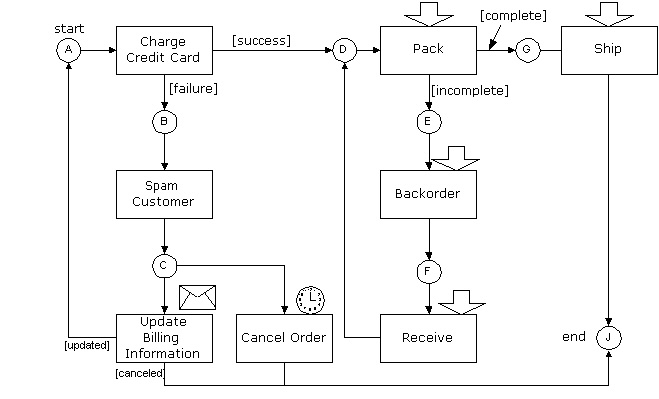 start
[complete]
A
Charge
Credit Card
[success]
D
Pack
G
Ship
[failure]
[incomplete]
B
E
Spam
Customer
Backorder
C
F
Update
Billing
Information
Cancel Order
Receive
end
J
[updated]
[canceled]